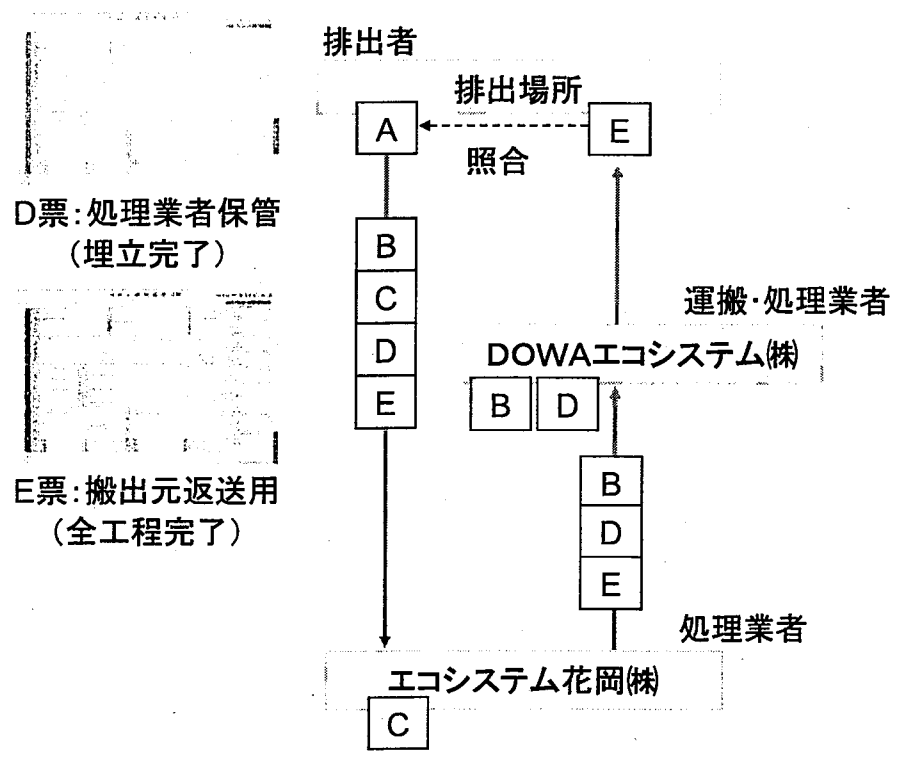 D票:処理業者保管
(埋立完了)
E票:搬出元返送用
(全工程完了)
排出者
排出場所
A
E
照合
B
C
D
E
運搬・処理業者
DOWAエコシステム㈱
B
D
B
D
E
処理業者
エコシステム花岡㈱
C